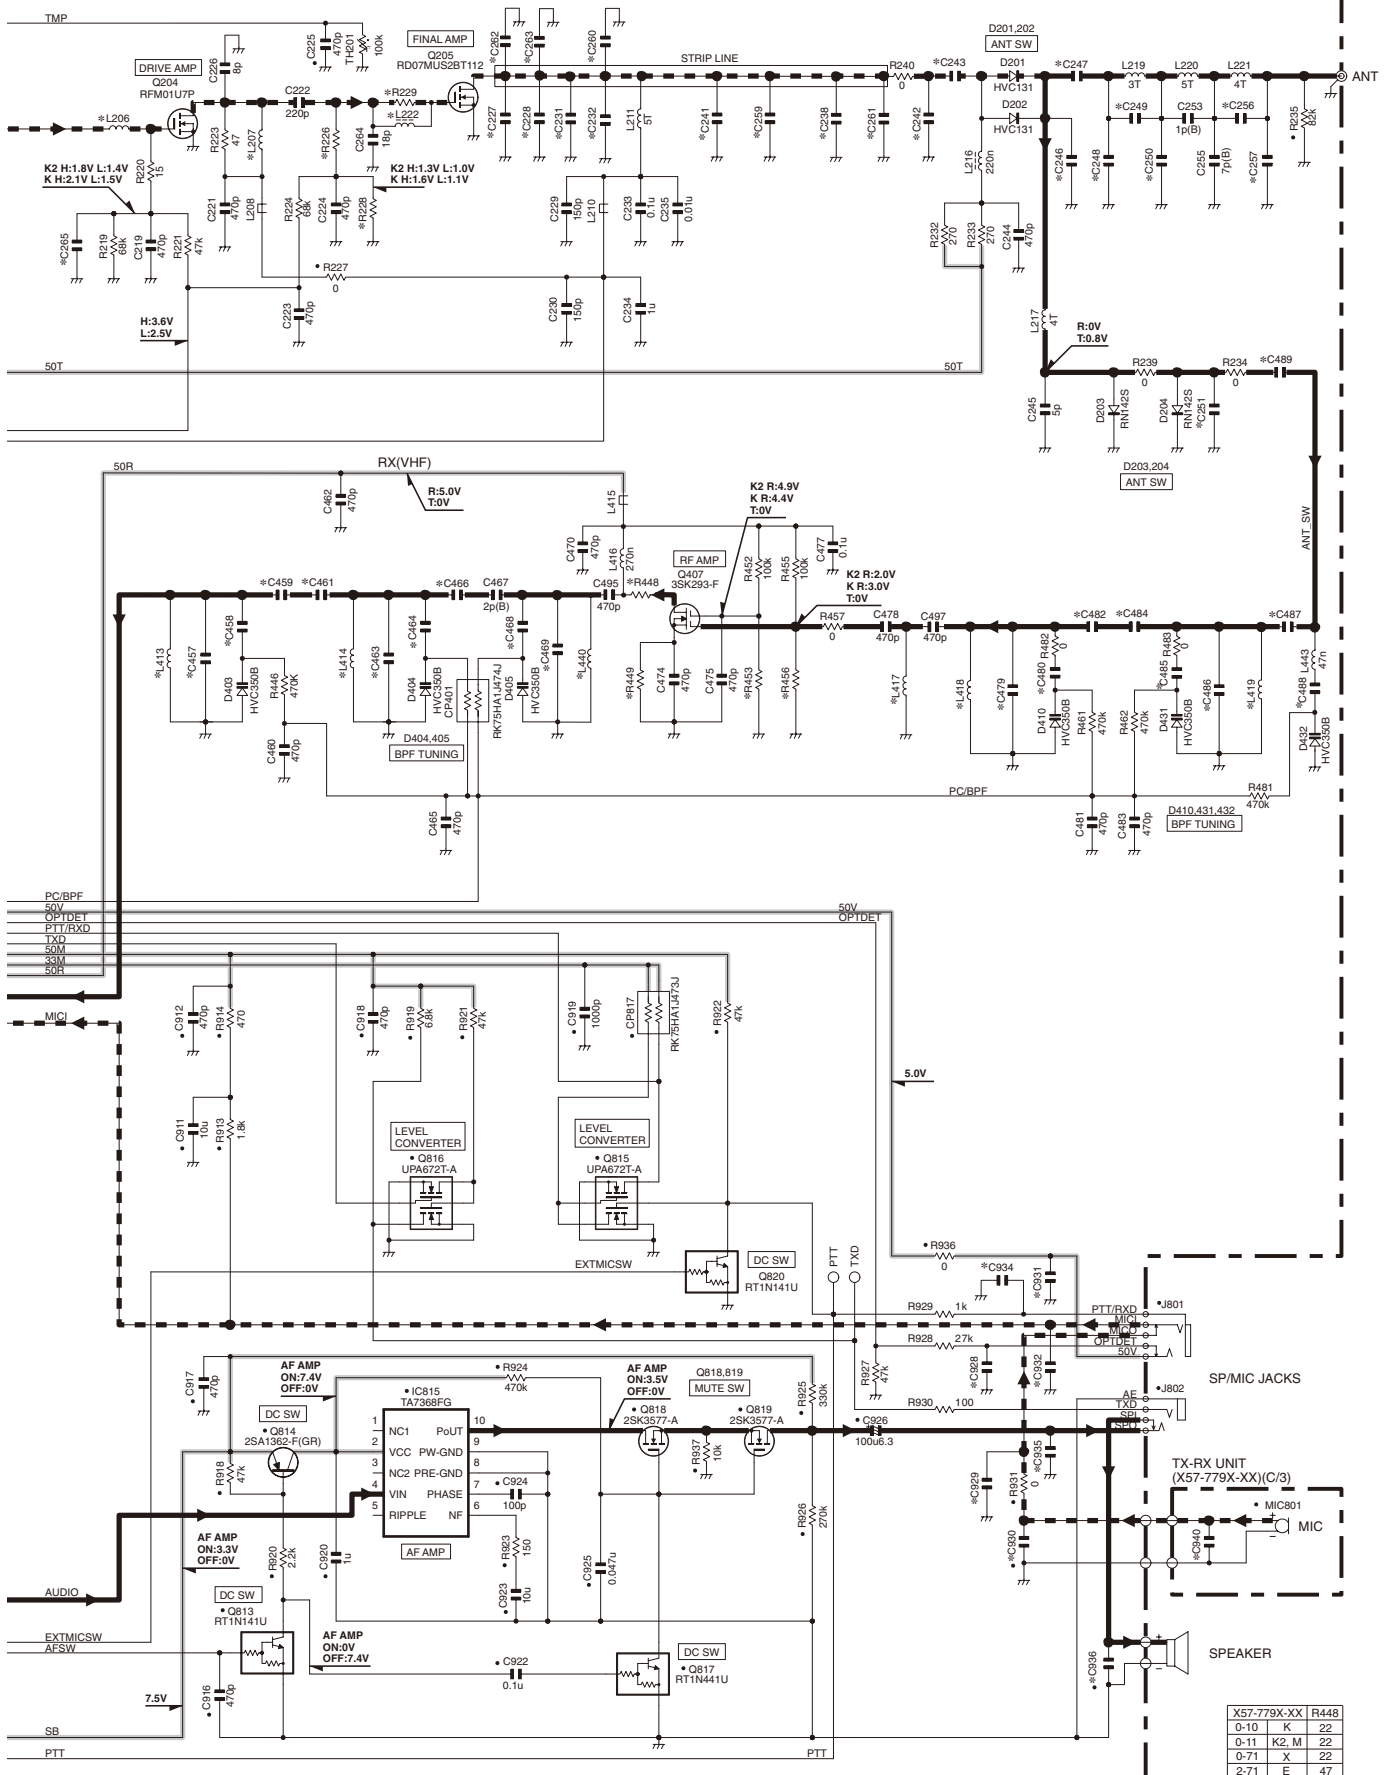 TMP
C225
470p
TH201
100k
FINAL AMP
Q205
RD07MUS2BT112
*C262
*C263
*C260
STRIP LINE
D201,202
ANT SW
DRIVE AMP
Q204
RFM01U7P
C226
8p
C222
220p
*R229
*L222
R240
0
*C243
D201
HVC131
*C247
L219
3T
L220
5T
L221
4T
ANT
*L206
R223
47
*L207
*R226
C264
18p
*C227
*C228
*C231
*C232
L211
5T
*C241
*C259
*C238
*C261
*C242
D202
HVC131
*C249
C253
1p(B)
*C256
• R235
82k
R220
15
K2 H:1.8V L:1.4V
K H:2.1V L:1.5V
K2 H:1.3V L:1.0V
K H:1.6V L:1.1V
L216
220n
*C246
*C248
*C250
C255
7p(B)
*C257
*C265
R219
68k
C219
470p
R221
47k
C221
470p
L208
R224
68k
C224
470p
*R228
C229
150p
L210
C233
0.1u
C235
0.01u
R232
270
R233
270
C244
470p
• R227
0
C223
470p
C230
150p
C234
1u
H:3.6V
L:2.5V
L217
4T
R:0V
T:0.8V
50T
50T
R239
0
R234
0
*C489
C245
5p
D203
RN142S
D204
RN142S
*C251
D203,204
ANT SW
ANT_SW
50R
RX(VHF)
C462
470p
R:5.0V
T:0V
L415
K2 R:4.9V
K R:4.4V
T:0V
C470
470p
L416
270n
RF AMP
Q407
3SK293-F
R452
100k
R455
100k
C477
0.1u
K2 R:2.0V
K R:3.0V
T:0V
*C459
*C461
*C466
C467
2p(B)
C495
470p
*R448
R457
0
C478
470p
C497
470p
*C482
*C484
*C487
*L413
*C457
*C458
D403
HVC350B
R446
470K
*L414
*C463
*C464
D404
HVC350B
CP401
RK75HA1J474J
*C468
D405
HVC350B
*C469
*L440
*R449
C474
470p
C475
470p
*R453
*R456
*L417
*L418
*C479
R482
0
*C480
D410
HVC350B
R461
470k
R462
470k
R483
0
*C485
D431
HVC350B
*C486
*L419
L443
47n
*C488
D432
HVC350B
C460
470p
D404,405
BPF TUNING
C465
470p
PC/BPF
R481
470k
C481
470p
C483
470p
D410,431,432
BPF TUNING
PC/BPF
50V
OPTDET
PTT/RXD
TXD
50M
33M
50R
50V
OPTDET
MICI
• C912
470p
• R914
470
• C918
470p
• R919
6.8k
• R921
47k
• C919
1000p
• CP817
RK75HA1J473J
• R922
47k
5.0V
• C911
10u
• R913
1.8k
LEVEL
CONVERTER
• Q816
UPA672T-A
LEVEL
CONVERTER
• Q815
UPA672T-A
EXTMICSW
DC SW
Q820
RT1N141U
PTT
TXD
• R936
0
*C934
*C931
R929
1k
PTT/RXD
MICI
MICO
OPTDET
50V
• J801
R928
27k
R927
47k
*C928
*C932
SP/MIC JACKS
• C917
470p
AF AMP
ON:7.4V
OFF:0V
• R924
470k
AF AMP
ON:3.5V
OFF:0V
Q818,819
MUTE SW
• R925
330k
• IC815
TA7368FG
DC SW
• Q814
2SA1362-F(GR)
• Q818
2SK3577-A
• Q819
2SK3577-A
• C926
100u6.3
R930
100
AE
TXD
SPI
SPO
• J802
1
NC1
PoUT
10
2
VCC
PW-GND
9
3
NC2
PRE-GND
8
4
VIN
PHASE
7
5
RIPPLE
NF
6
• R918
47k
• R937
10k
• C924
100p
*C929
• R931
0
*C935
TX-RX UNIT
(X57-779X-XX)(C/3)
• MIC801
MIC
+
−
*C940
*C930
• R926
270k
AF AMP
AF AMP
ON:3.3V
OFF:0V
• R920
2.2k
• C920
1u
• R923
150
• C923
10u
• C925
0.047u
AUDIO
DC SW
• Q813
RT1N141U
EXTMICSW
AFSW
AF AMP
ON:0V
OFF:7.4V
• C922
0.1u
DC SW
• Q817
RT1N441U
SPEAKER
+
−
*C936
• C916
470p
7.5V
SB
PTT
PTT
X57-779X-XX R448
0-10 K 22
0-11 K2, M 22
0-71 X 22
2-71 E 47